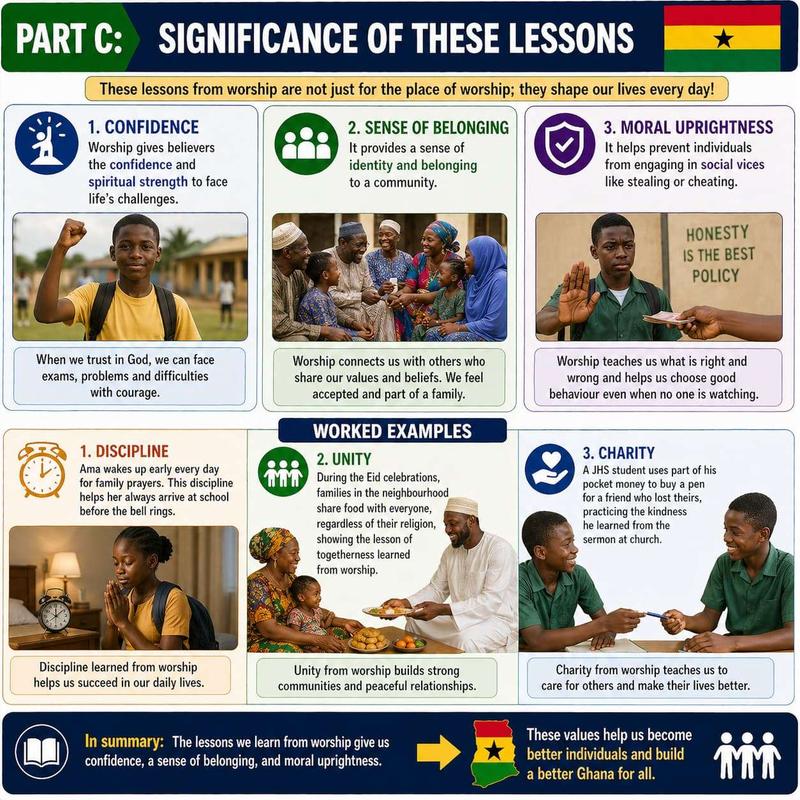 PART C:
SIGNIFICANCE OF THESE LESSONS
These lessons from worship are not just for the place of worship; they shape our lives every day!
1. CONFIDENCE
Worship gives believers
the confidence and
spiritual strength to face
life's challenges.
When we trust in God, we can face
exams, problems and difficulties
with courage.
2. SENSE OF BELONGING
It provides a sense of
identity and belonging
to a community.
Worship connects us with others who
share our values and beliefs. We feel
accepted and part of a family.
3. MORAL UPRIGHTNESS
It helps prevent individuals
from engaging in social vices
like stealing or cheating.
HONESTY
IS THE BEST
POLICY
Worship teaches us what is right and
wrong and helps us choose good
behaviour even when no one is watching.
WORKED EXAMPLES
1. DISCIPLINE
Ama wakes up early every day
for family prayers. This discipline
helps her always arrive at school
before the bell rings.
Discipline learned from worship
helps us succeed in our daily lives.
2. UNITY
During the Eid celebrations,
families in the neighbourhood
share food with everyone,
regardless of their religion,
showing the lesson of
togetherness learned
from worship.
Unity from worship builds strong
communities and peaceful relationships.
3. CHARITY
A JHS student uses part of his
pocket money to buy a pen
for a friend who lost theirs,
practicing the kindness
he learned from the
sermon at church.
Charity from worship teaches us to
care for others and make their lives better.
In summary: The lessons we learn from worship give us
confidence, a sense of belonging, and moral uprightness.
These values help us become
better individuals and build
a better Ghana for all.